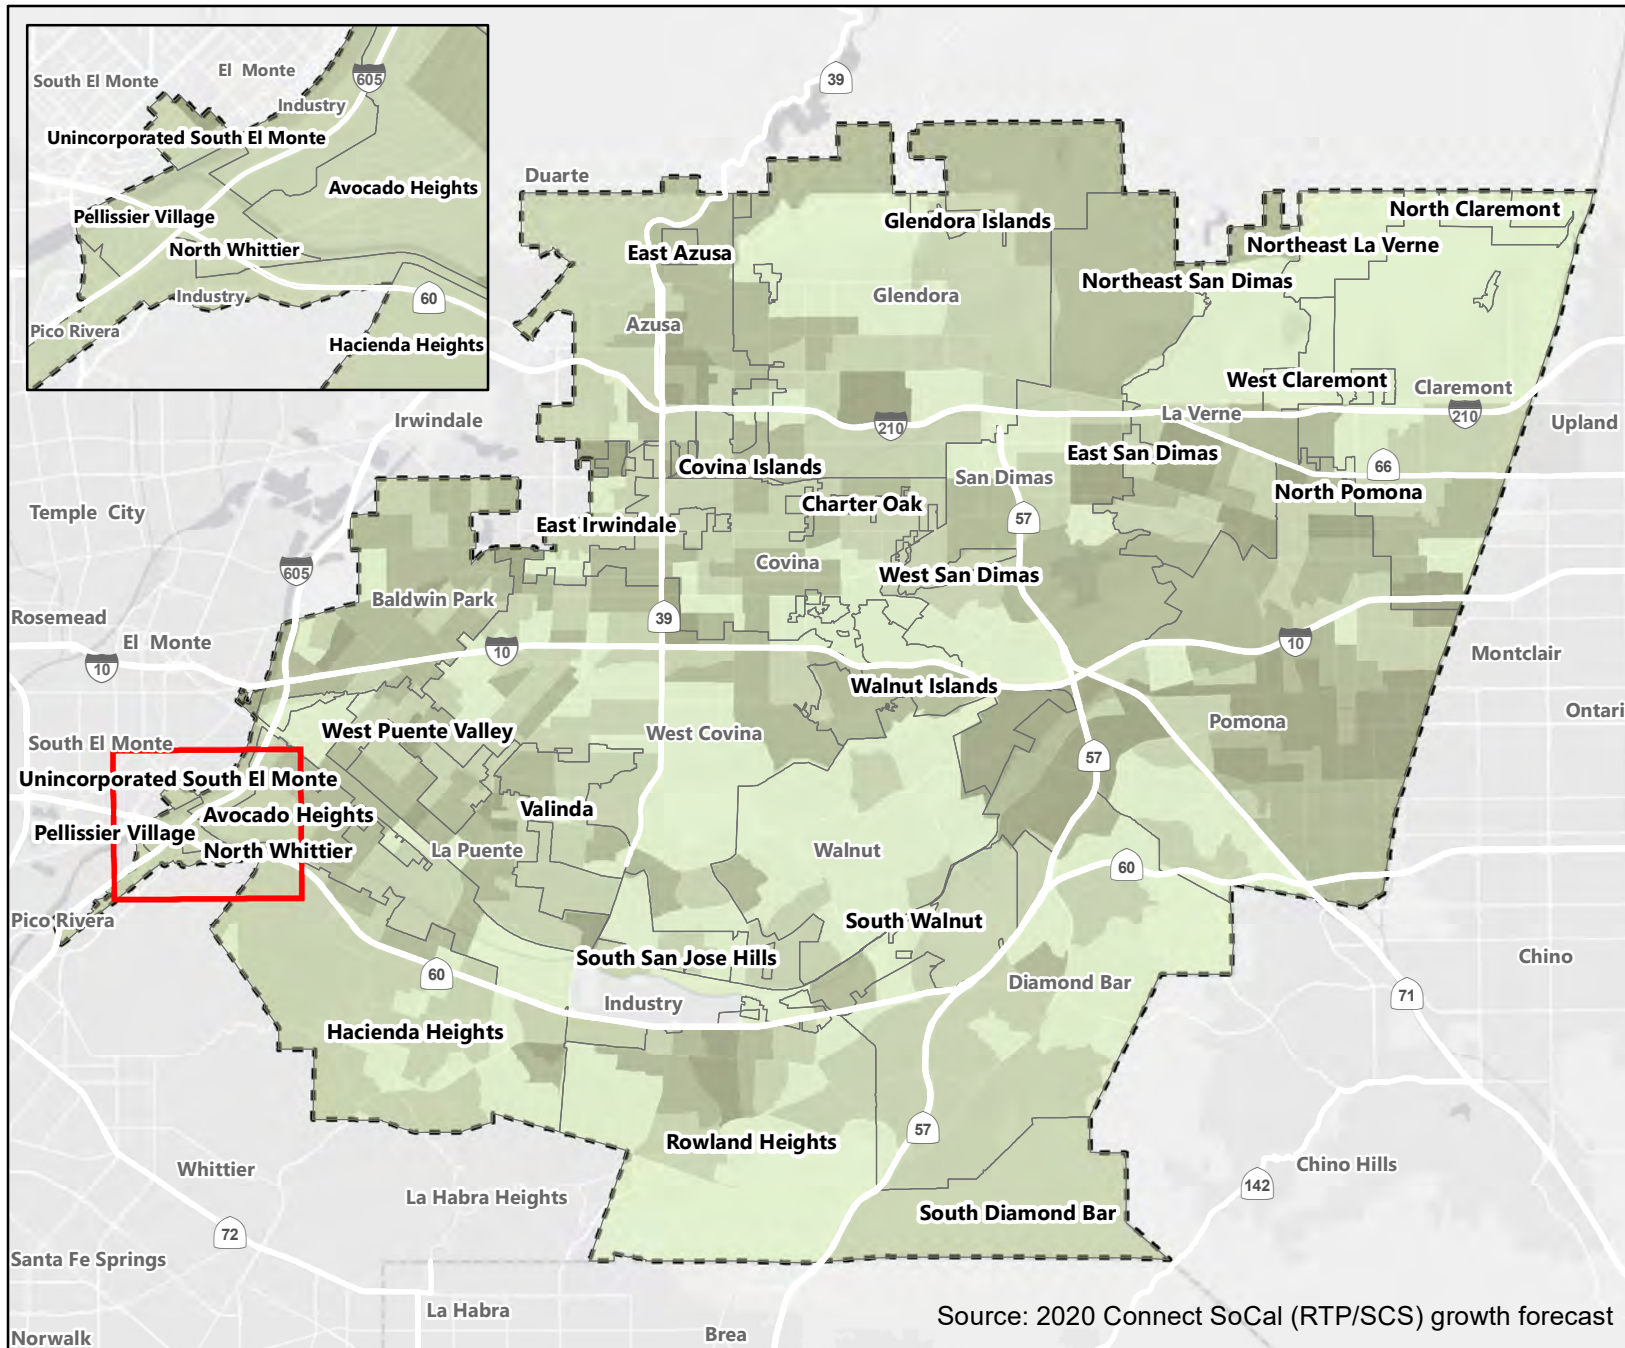 South El Monte
El Monte
605
Industry
Unincorporated South El Monte
Avocado Heights
Pellissier Village
North Whittier
Industry
60
Pico Rivera
Hacienda Heights
39
Duarte
North Claremont
Glendora Islands
Northeast La Verne
East Azusa
Northeast San Dimas
Glendora
Azusa
West Claremont
Claremont
La Verne
210
210
Irwindale
Upland
East San Dimas
Covina Islands
San Dimas
66
North Pomona
Charter Oak
Temple City
East Irwindale
57
Covina
605
West San Dimas
Baldwin Park
Rosemead
39
El Monte
10
10
10
Montclair
Walnut Islands
Ontari
Pomona
West Puente Valley
West Covina
South El Monte
57
Unincorporated South El Monte
Valinda
Avocado Heights
Pellissier Village
North Whittier
La Puente
Walnut
60
Pico Rivera
South Walnut
South San Jose Hills
Chino
60
Diamond Bar
71
Industry
Hacienda Heights
57
Rowland Heights
Whittier
Chino Hills
142
La Habra Heights
South Diamond Bar
72
Santa Fe Springs
La Habra
Source: 2020 Connect SoCal (RTP/SCS) growth forecast
Norwalk
Brea